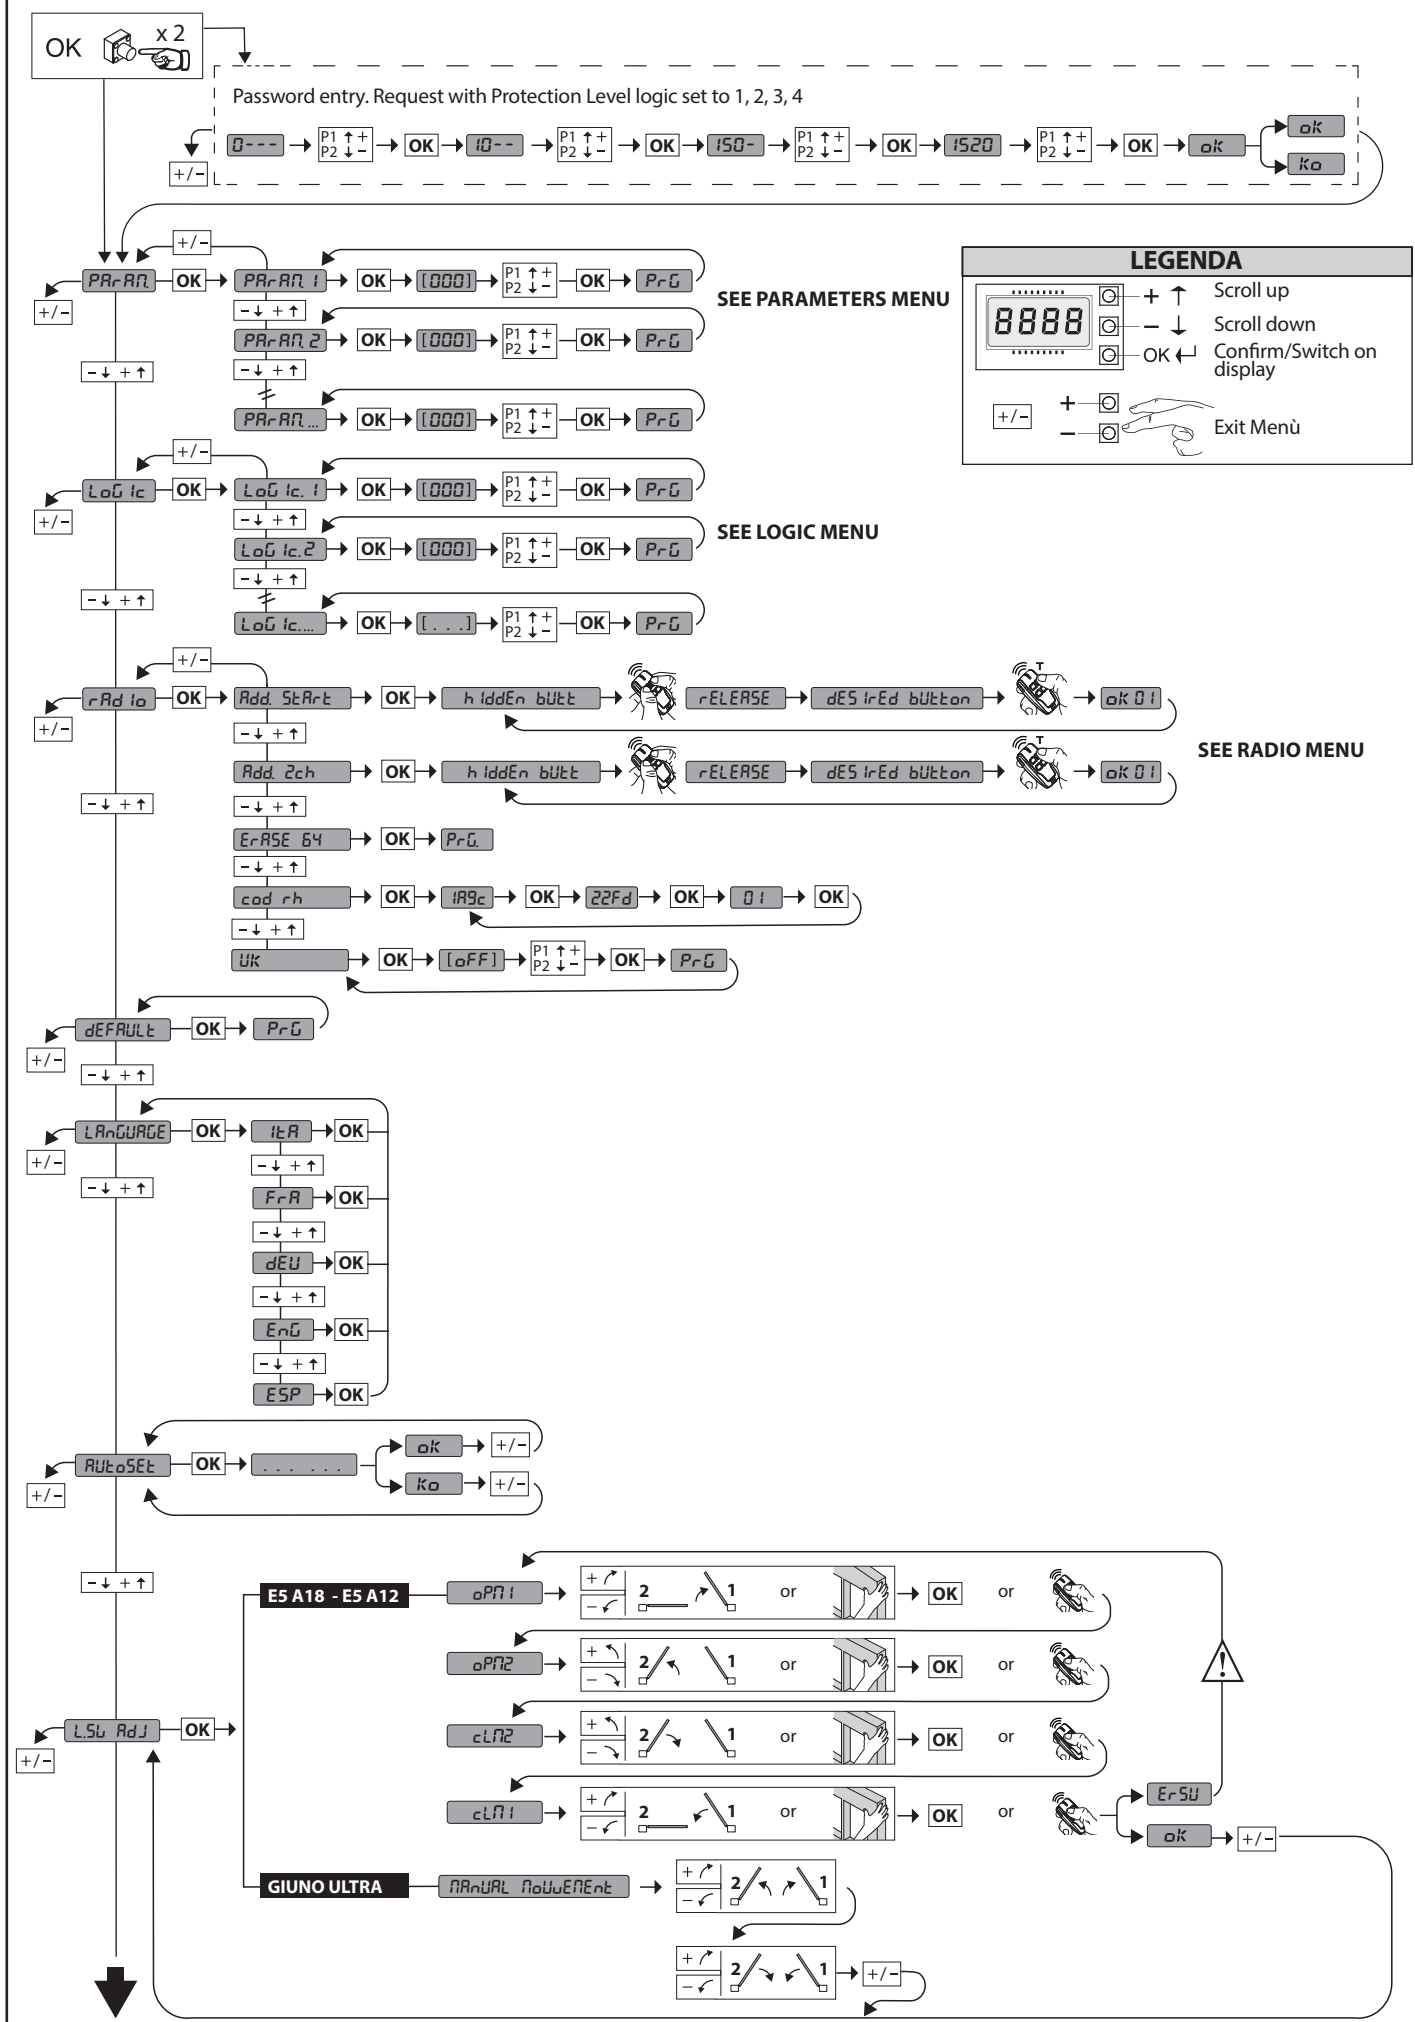 OK x 2
Password entry. Request with Protection Level logic set to 1, 2, 3, 4
0--- P1 ↑ + P2 ↓ - OK 10-- P1 ↑ + P2 ↓ - OK 150- P1 ↑ + P2 ↓ - OK 1520 P1 ↑ + P2 ↓ - OK oK oK
Ko
+/-
+/-
PArAM. OK PArAM. 1 OK [000] P1 ↑ + P2 ↓ - OK PrG
+/-
- ↓ + ↑
SEE PARAMETERS MENU
PArAM. 2 OK [000] P1 ↑ + P2 ↓ - OK PrG
- ↓ + ↑
- ↓ + ↑
PArAM. ... OK [000] P1 ↑ + P2 ↓ - OK PrG
LEGENDA
8888
+ ↑ Scroll up
- ↓ Scroll down
OK Confirm/Switch on
display
+/- + - Exit Menù
+/-
LoGIc OK LoGIc. 1 OK [000] P1 ↑ + P2 ↓ - OK PrG
+/-
- ↓ + ↑
SEE LOGIC MENU
LoGIc.2 OK [000] P1 ↑ + P2 ↓ - OK PrG
- ↓ + ↑
- ↓ + ↑
LoGIc.... OK [. . .] P1 ↑ + P2 ↓ - OK PrG
+/-
rAdIo OK Add. StArt OK hIddEn bUtt rELEASE dESIrEd bUtton T oK 01
+/-
- ↓ + ↑
SEE RADIO MENU
Add. 2ch OK hIddEn bUtt rELEASE dESIrEd bUtton T oK 01
- ↓ + ↑
- ↓ + ↑
ErASE 64 OK PrG.
- ↓ + ↑
cod rh OK 1A9c OK 22Fd OK 01 OK
- ↓ + ↑
UK OK [oFF] P1 ↑ + P2 ↓ - OK PrG
dEFAULt OK PrG
+/-
- ↓ + ↑
LAnGUAGE OK ItA OK
+/-
- ↓ + ↑
- ↓ + ↑
FrA OK
- ↓ + ↑
dEU OK
- ↓ + ↑
EnG OK
- ↓ + ↑
ESP OK
AUtoSEt OK . . . . . . oK +/-
Ko +/-
+/-
- ↓ + ↑
E5 A18 - E5 A12 oPM1 + - 2 1 or OK or
oPM2 + - 2 1 or OK or
L.SU AdJ OK
+/-
!
cLM2 + - 2 1 or OK or
cLM1 + - 2 1 or OK or
ErSU
oK +/-
GIUNO ULTRA MAnUAL MoUvEMEnt + - 2 1
+ - 2 1 +/-